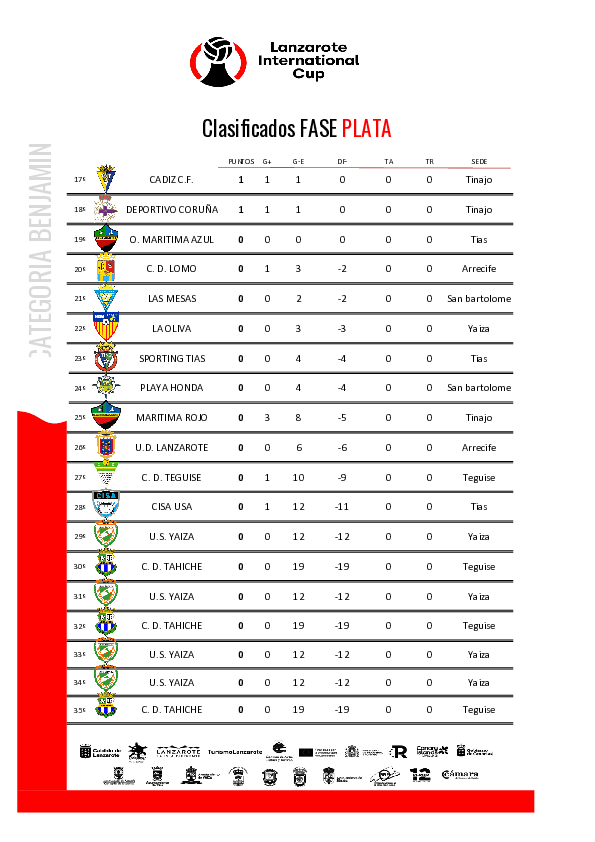 Lanzarote
International
Cup
Clasificados FASE PLATA
CATEGORIA BENJAMIN
PUNTOS G+ G-E DF- TA TR SEDE
17º CADIZ C.F. 1 1 1 0 0 0 Tinajo
18º DEPORTIVO CORUÑA 1 1 1 0 0 0 Tinajo
19º O. MARITIMA AZUL 0 0 0 0 0 0 Tias
20º C. D. LOMO 0 1 3 -2 0 0 Arrecife
21º LAS MESAS 0 0 2 -2 0 0 San bartolome
22º LA OLIVA 0 0 3 -3 0 0 Yaiza
23º SPORTING TIAS 0 0 4 -4 0 0 Tias
24º PLAYA HONDA 0 0 4 -4 0 0 San bartolome
25º MARITIMA ROJO 0 3 8 -5 0 0 Tinajo
26º U.D. LANZAROTE 0 0 6 -6 0 0 Arrecife
27º C. D. TEGUISE 0 1 10 -9 0 0 Teguise
28º CISA USA 0 1 12 -11 0 0 Tias
29º U.S. YAIZA 0 0 12 -12 0 0 Yaiza
30º C. D. TAHICHE 0 0 19 -19 0 0 Teguise
31º U.S. YAIZA 0 0 12 -12 0 0 Yaiza
32º C. D. TAHICHE 0 0 19 -19 0 0 Teguise
33º U.S. YAIZA 0 0 12 -12 0 0 Yaiza
34º U.S. YAIZA 0 0 12 -12 0 0 Yaiza
35º C. D. TAHICHE 0 0 19 -19 0 0 Teguise
CISA
Cabildo de
Lanzarote
LANZAROTE
TurismoLanzarote
R
Cámara